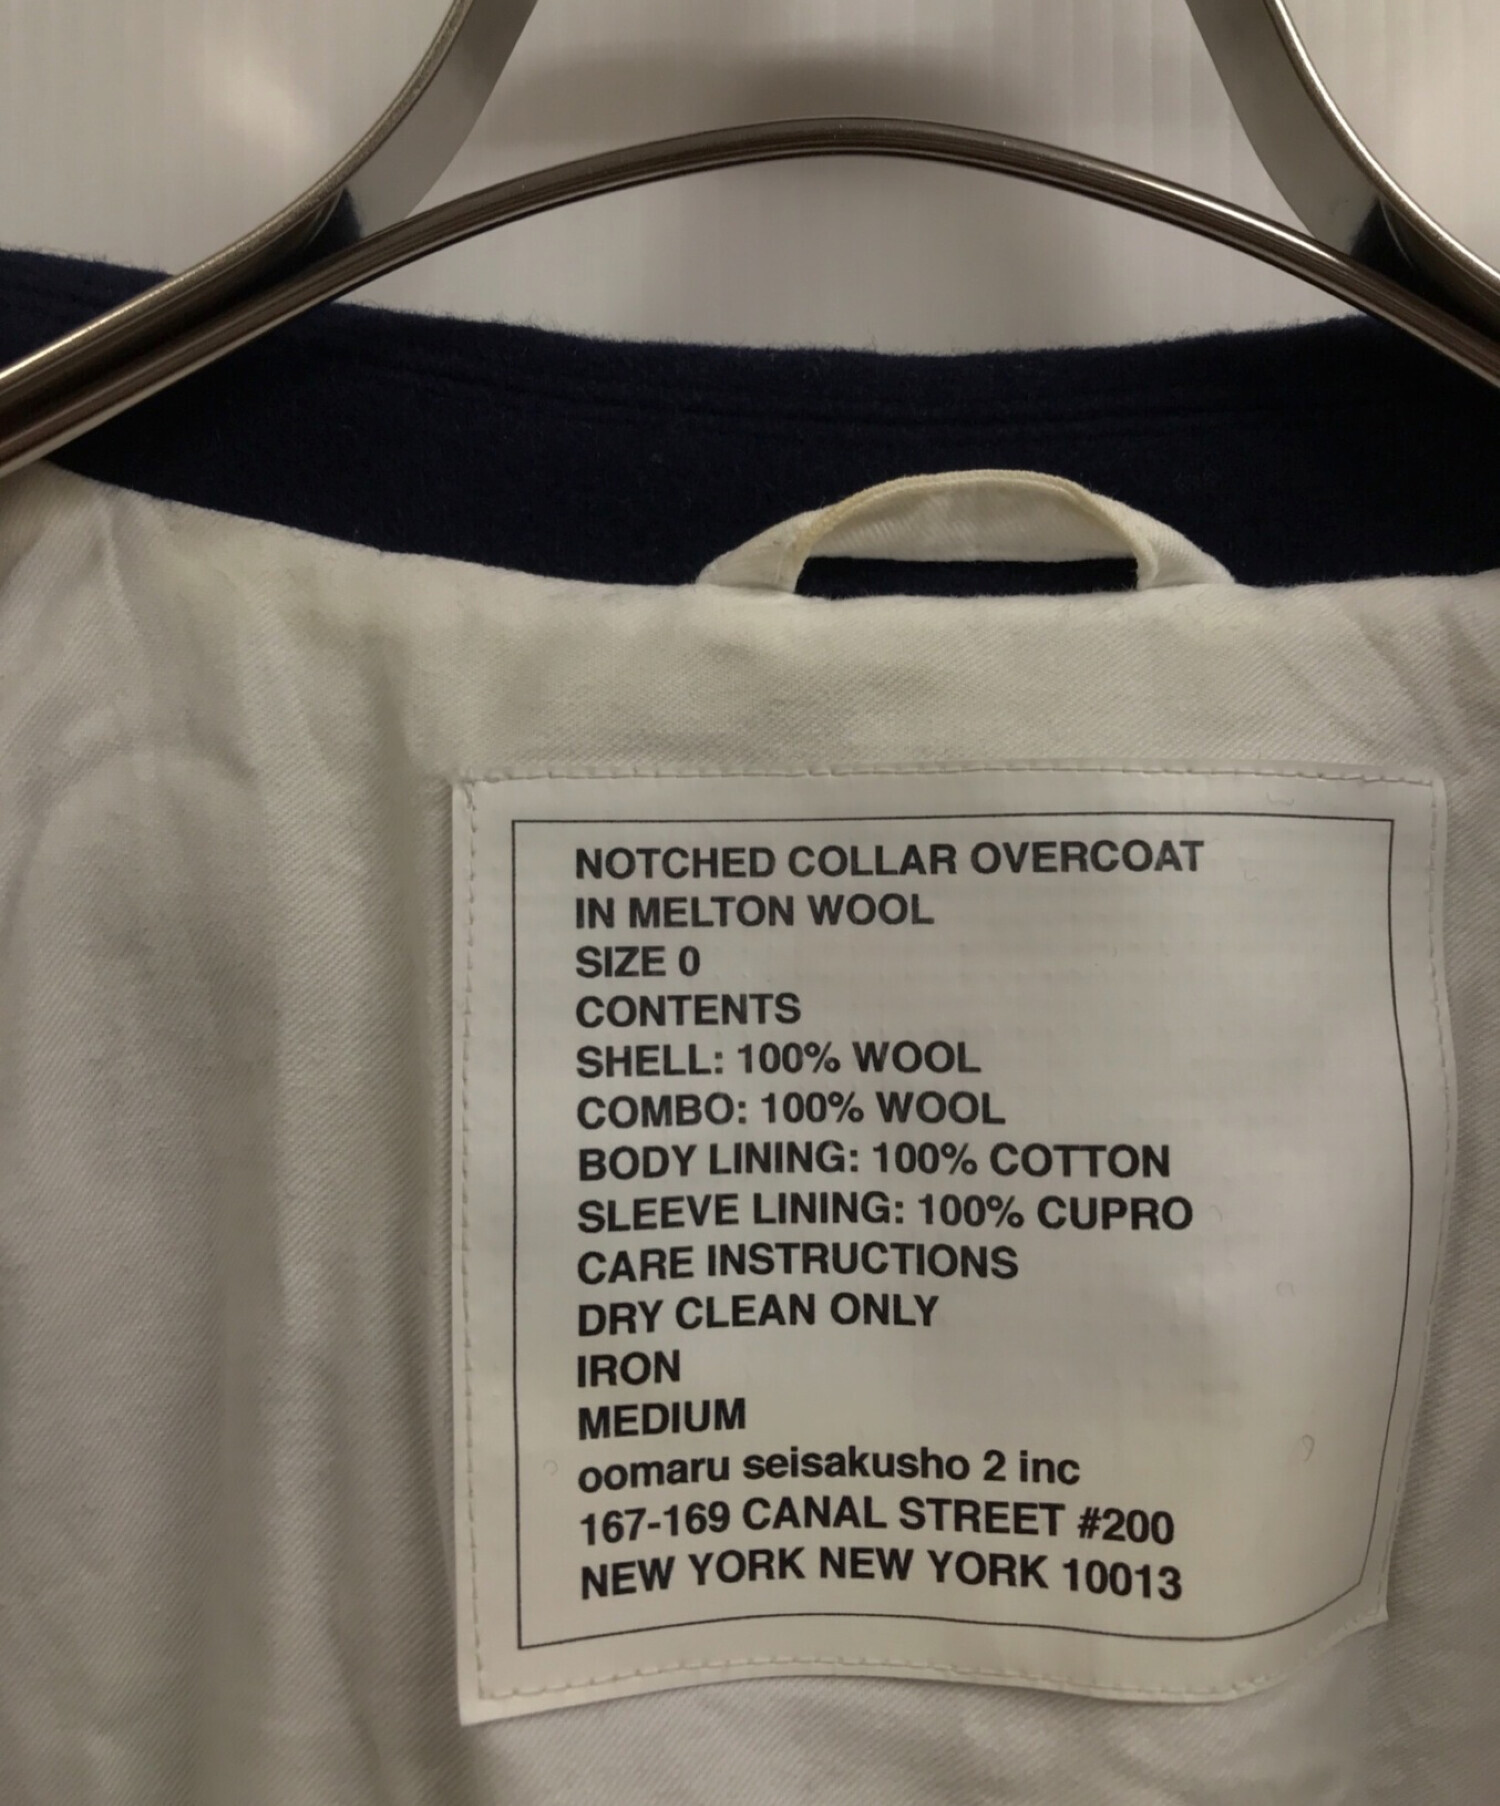 NOTCHED COLLAR OVERCOAT
IN MELTON WOOL
SIZE 0
CONTENTS
SHELL: 100% WOOL
COMBO: 100% WOOL
BODY LINING: 100% COTTON
SLEEVE LINING: 100% CUPRO
CARE INSTRUCTIONS
DRY CLEAN ONLY
IRON
MEDIUM
oomaru seisakusho 2 inc
167-169 CANAL STREET #200
NEW YORK NEW YORK 10013